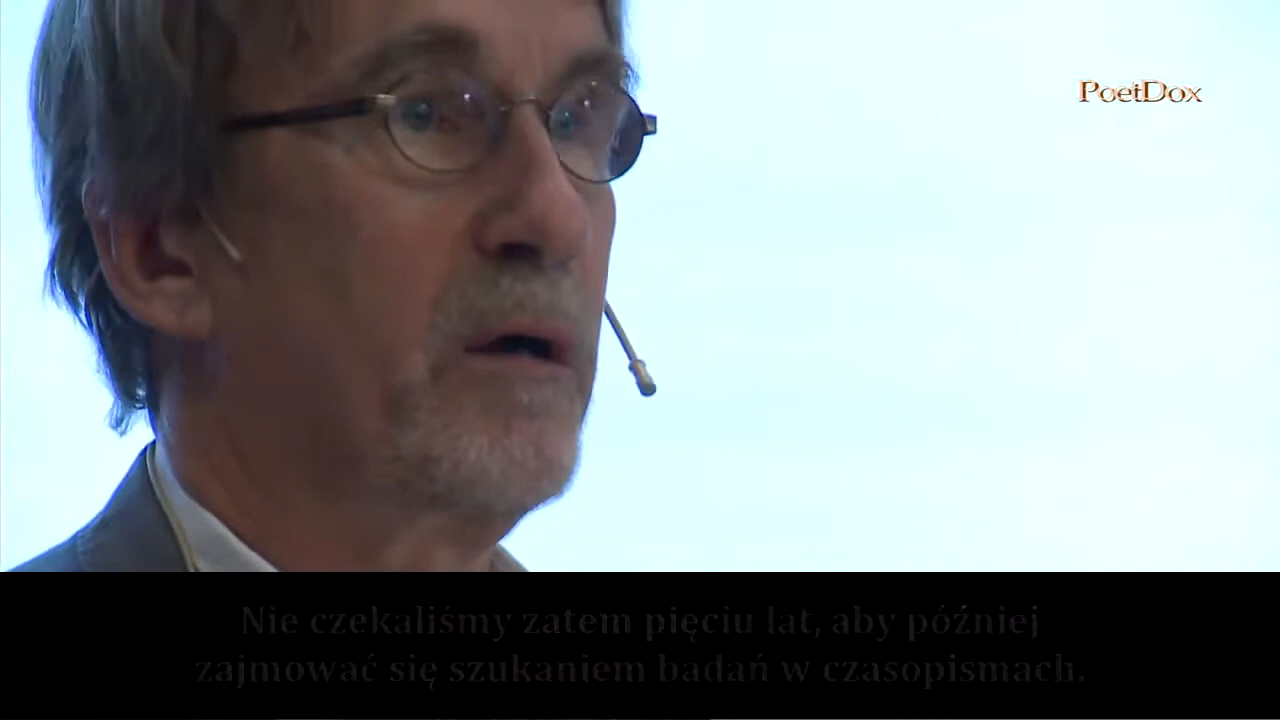 PoetDox
Nie czekaliśmy zatem pięciu lat, aby później
zajmować się szukaniem badań w czasopismach.